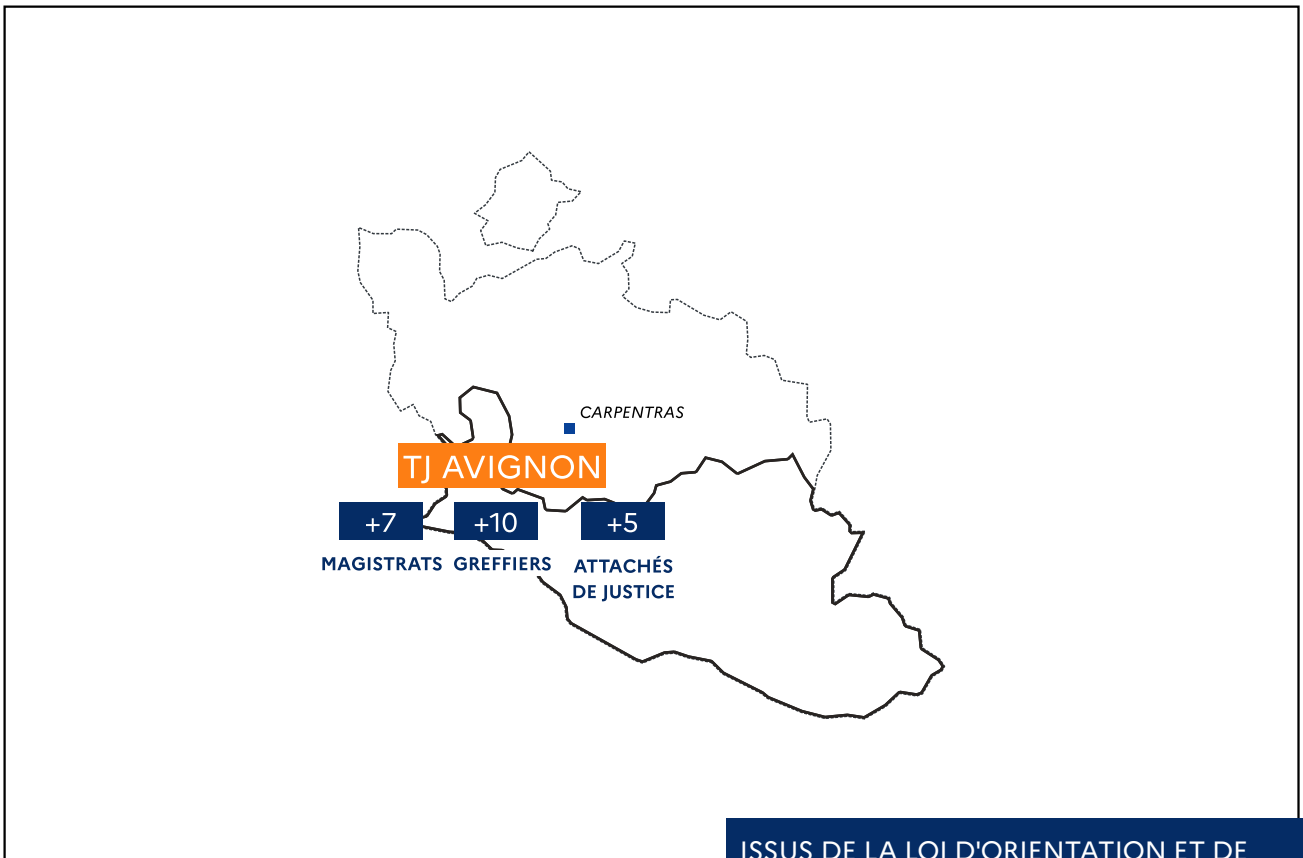 CARPENTRAS
TJ AVIGNON
+7
+10
+5
MAGISTRATS
GREFFIERS
ATTACHÉS
DE JUSTICE
ISSUS DE LA LOI D'ORIENTATION ET DE